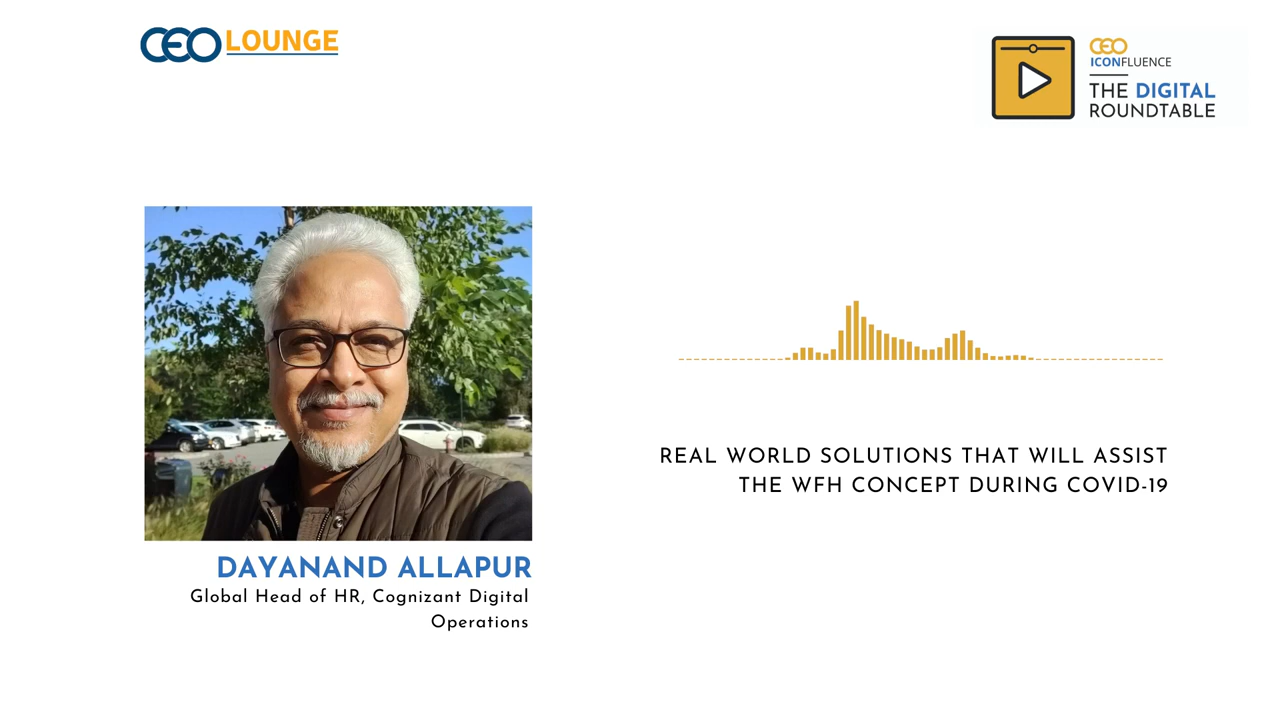 CEO LOUNGE
CEO
ICONFLUENCE
THE DIGITAL
ROUNDTABLE
REAL WORLD SOLUTIONS THAT WILL ASSIST
THE WFH CONCEPT DURING COVID-19
DAYANAND ALLAPUR
Global Head of HR, Cognizant Digital
Operations